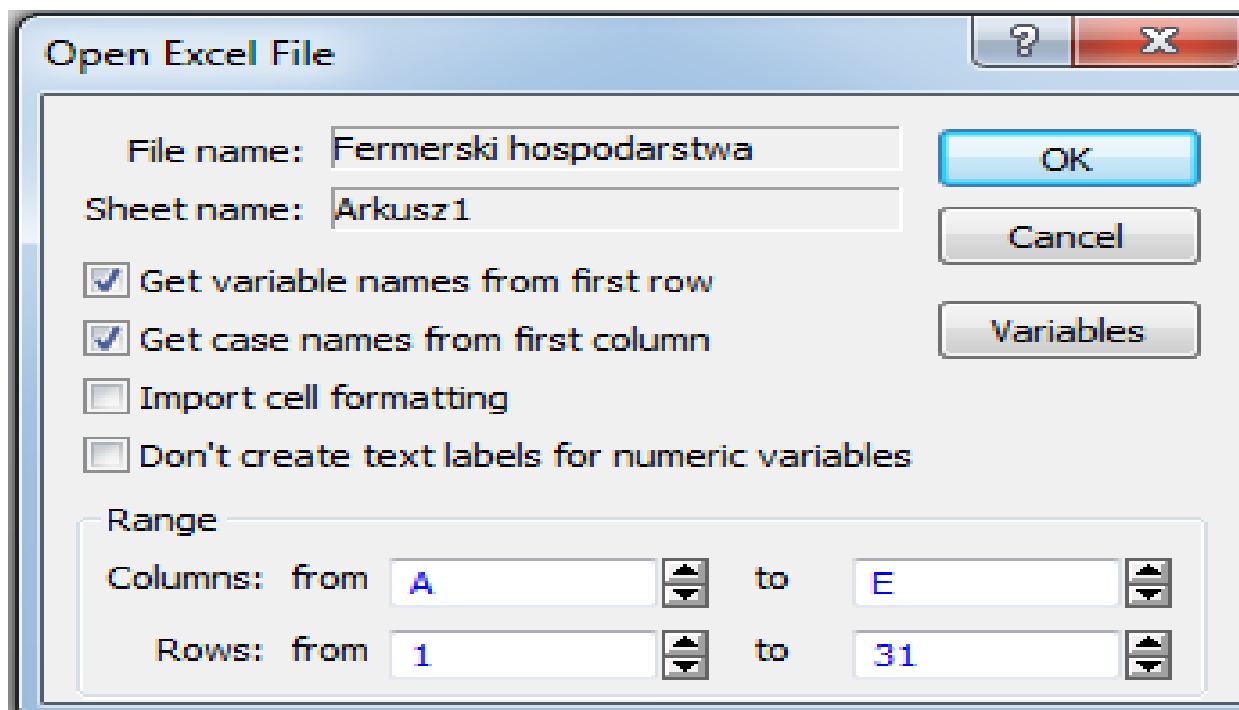 Open Excel File
?
File name: Fermerski hospodarstwa
OK
Sheet name: Arkusz1
Cancel
Get variable names from first row
Get case names from first column
Variables
Import cell formatting
Don't create text labels for numeric variables
Range
Columns: from A to E
Rows: from 1 to 31